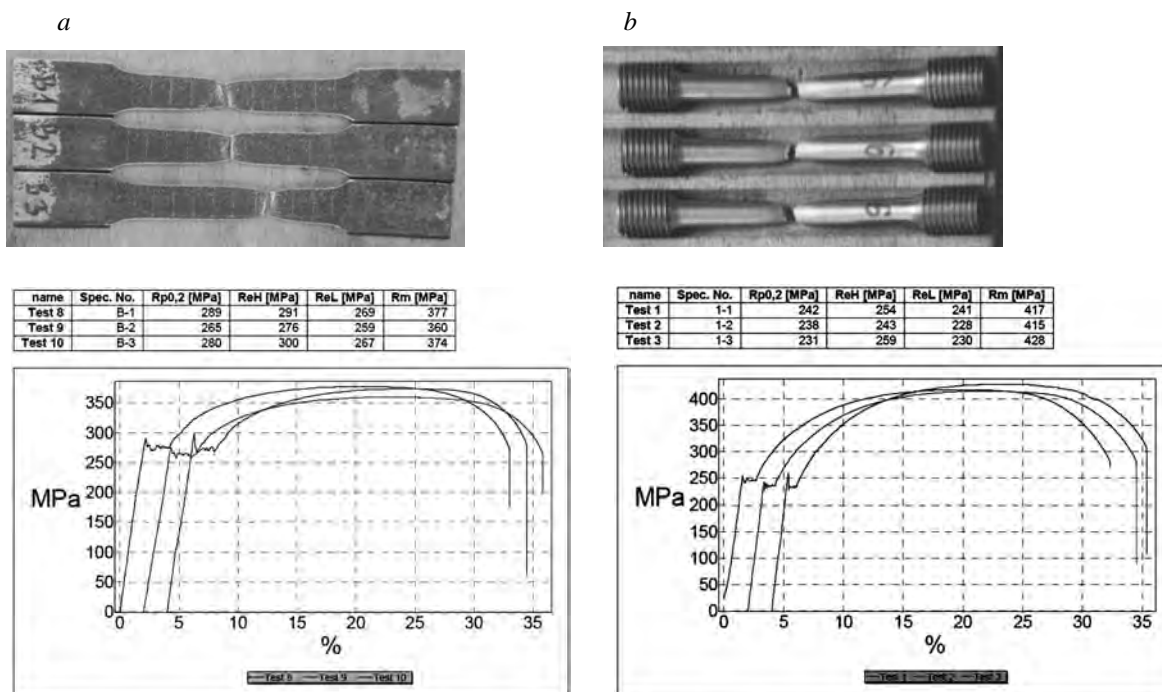 a b
B1
B2
B3
name Spec. No. Rp0,2 [MPa] ReH [MPa] ReL [MPa] Rm [MPa]
Test 8 B-1 289 291 269 377
Test 9 B-2 265 276 259 360
Test 10 B-3 280 300 267 374
350
300
250
MPa
200
150
100
50
0
0 5 10 15 20 25 30 35
%
Test 8 Test 9 Test 10
name Spec. No. Rp0,2 [MPa] ReH [MPa] ReL [MPa] Rm [MPa]
Test 1 1-1 242 254 241 417
Test 2 1-2 238 243 228 415
Test 3 1-3 231 259 230 428
400
350
300
250
MPa
200
150
100
50
0
0 5 10 15 20 25 30 35
%
Test 1 Test 2 Test 3